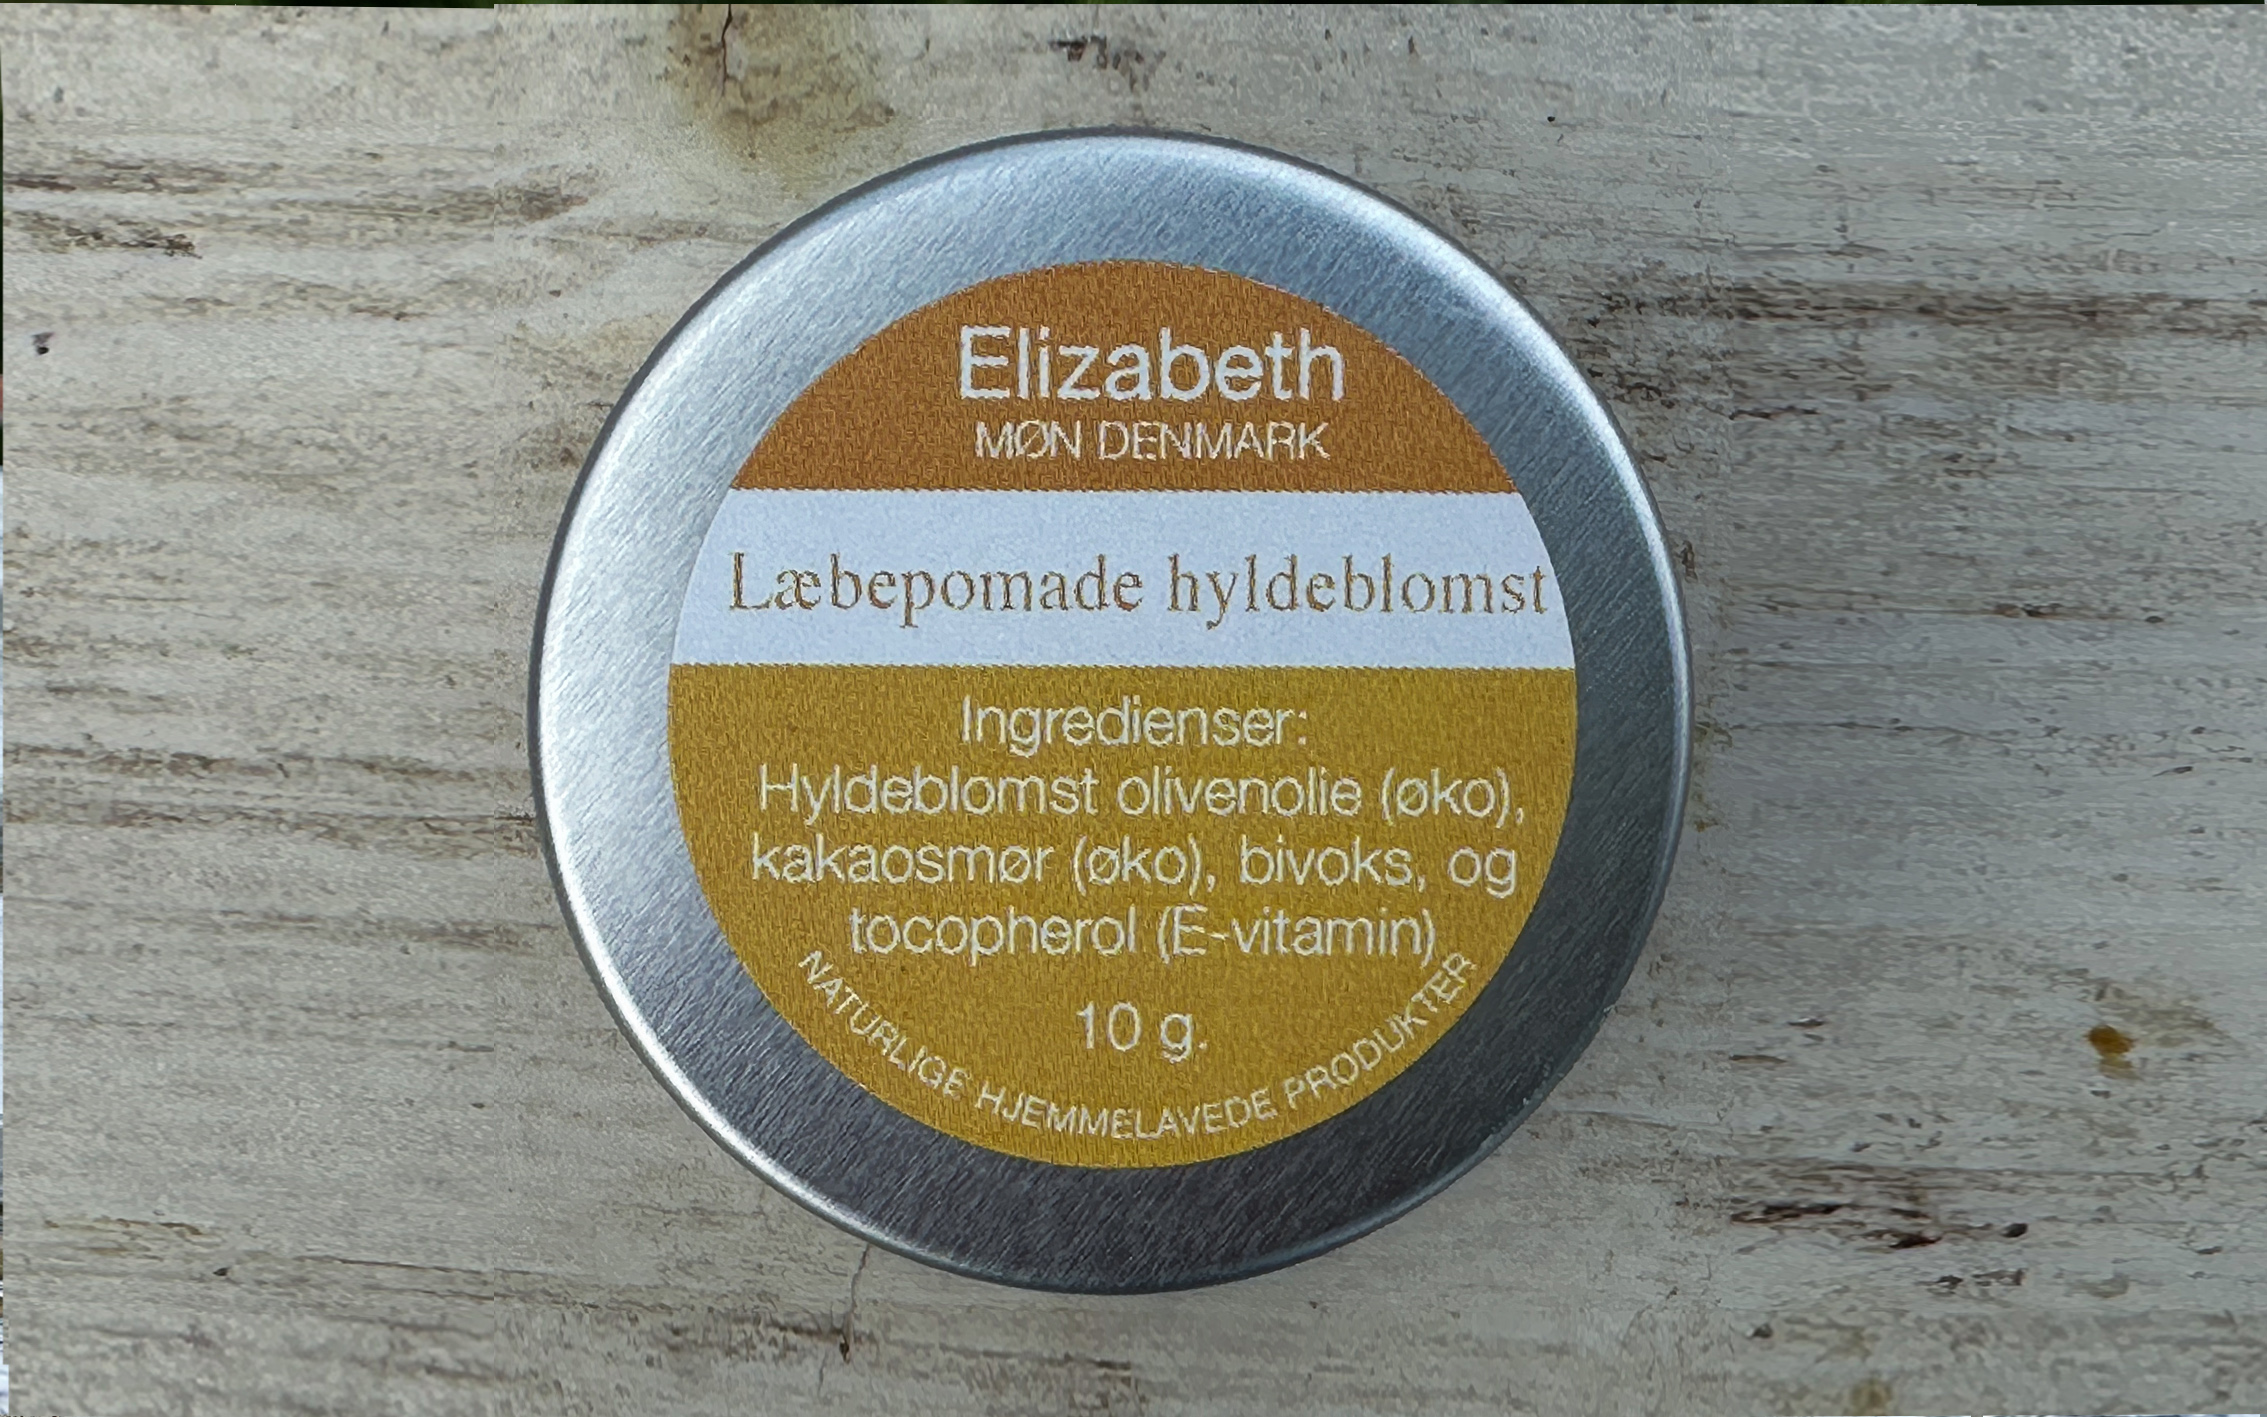 Elizabeth
MØN DENMARK
Læbepomade hyldeblomst
Ingredienser:
Hyldeblomst olivenolie (øko),
kakaosmør (øko), bivoks, og
tocopherol (E-vitamin)
10 g.
NATURLIGE HJEMMELAVEDE PRODUKTER